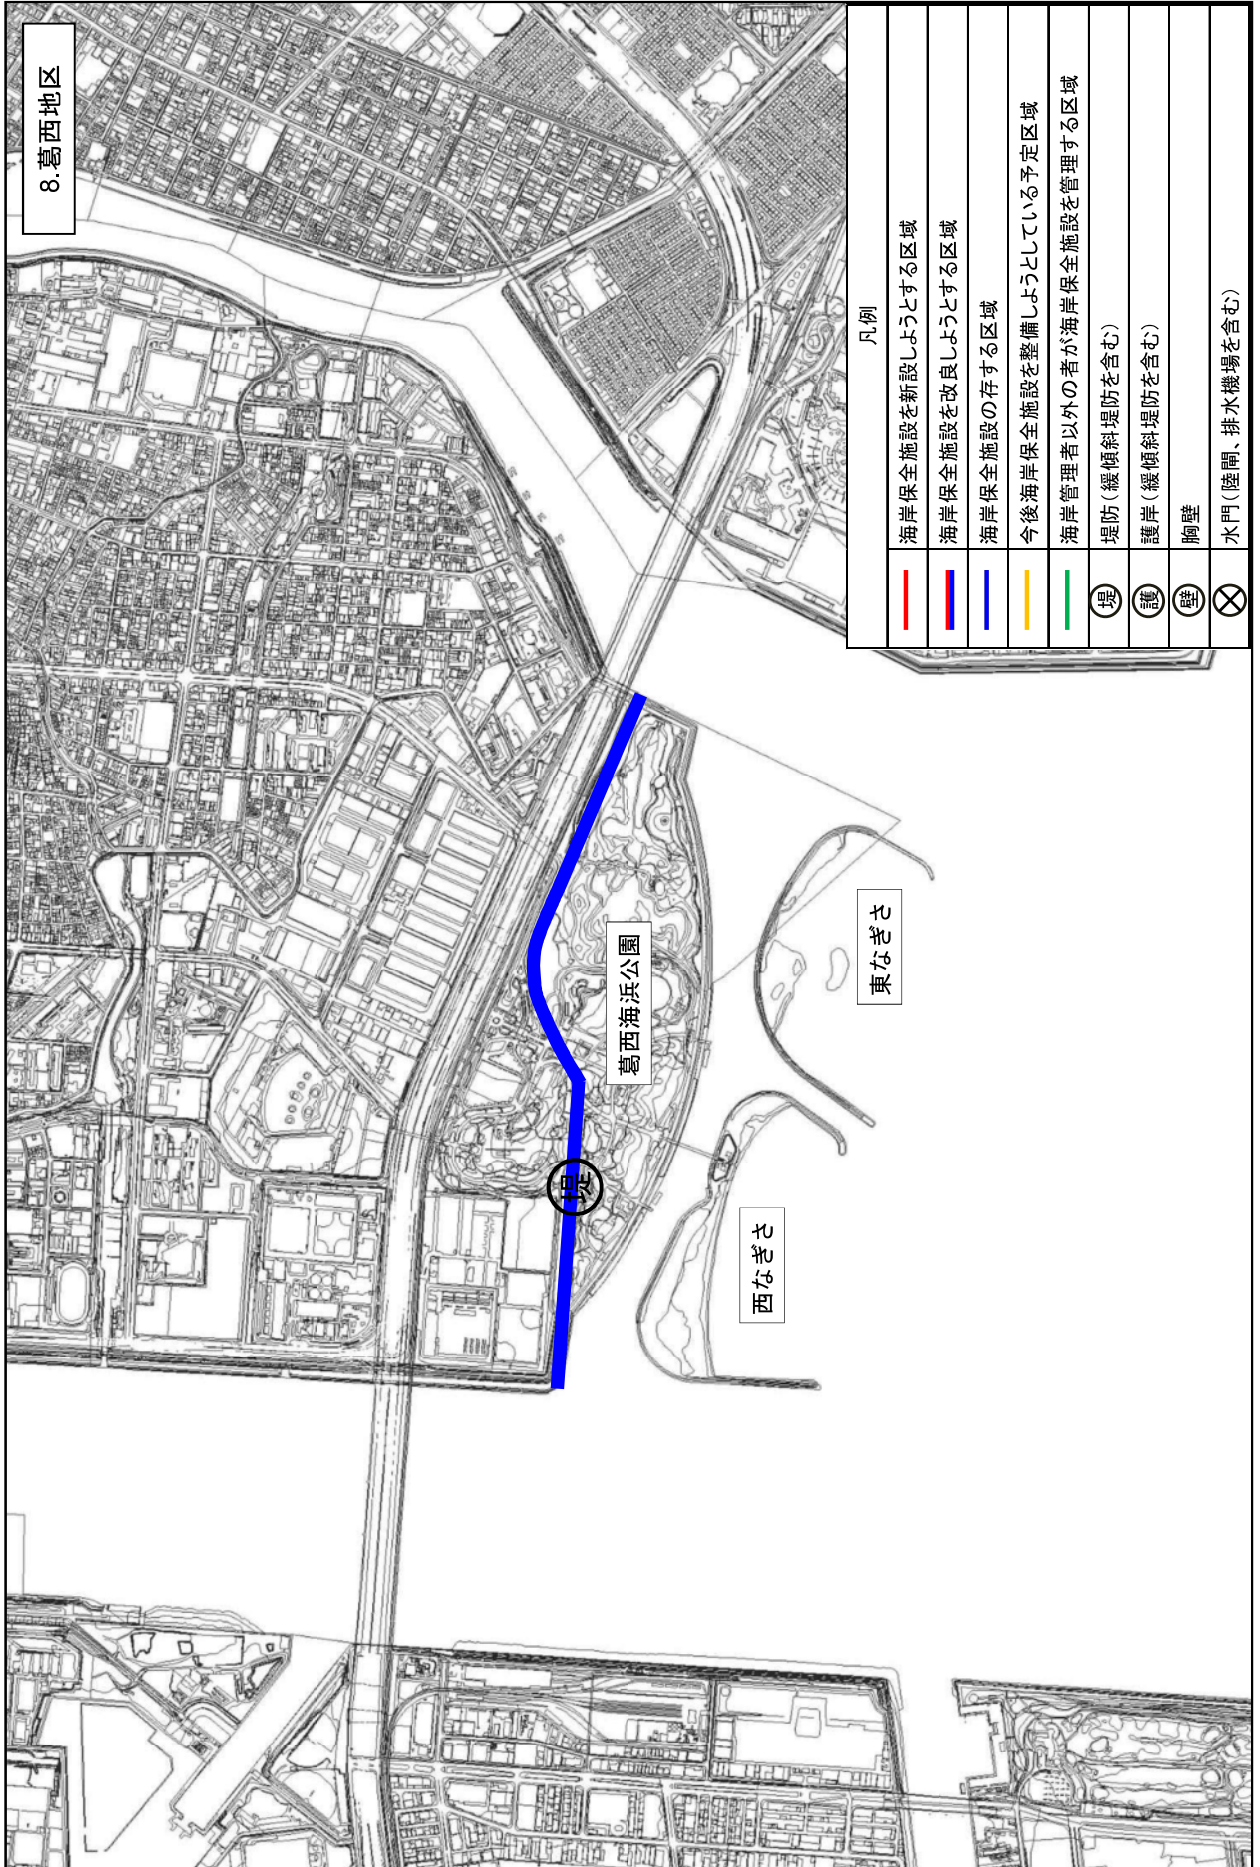 8.葛西地区
凡例
海岸保全施設を新設しようとする区域
海岸保全施設を改良しようとする区域
海岸保全施設の存する区域
今後海岸保全施設を整備しようとしている予定区域
海岸管理者以外の者が海岸保全施設を管理する区域
堤 堤防(緩傾斜堤防を含む)
護 護岸(緩傾斜堤防を含む)
壁 胸壁
水門(陸閘、排水機場を含む)
葛西海浜公園
東なぎさ
堤
西なぎさ